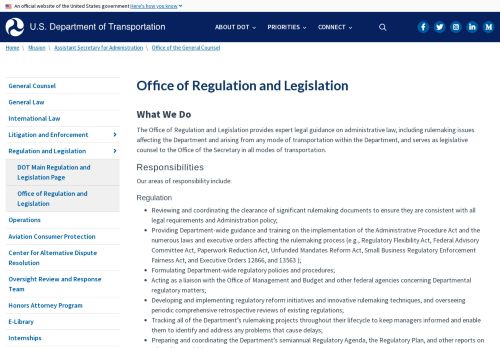 An official website of the United States government Here's how you know
U.S. Department of Transportation
ABOUT DOT
PRIORITIES
CONNECT
Home \ Mission \ Assistant Secretary for Administration \ Office of the General Counsel
General Counsel
General Law
International Law
Litigation and Enforcement
Regulation and Legislation
DOT Main Regulation and
Legislation Page
Office of Regulation and
Legislation
Operations
Aviation Consumer Protection
Center for Alternative Dispute
Resolution
Oversight Review and Response
Team
Honors Attorney Program
E-Library
Internships
Office of Regulation and Legislation
What We Do
The Office of Regulation and Legislation provides expert legal guidance on administrative law, including rulemaking issues
affecting the Department and arising from any mode of transportation within the Department, and serves as legislative
counsel to the Office of the Secretary in all modes of transportation.
Responsibilities
Our areas of responsibility include:
Regulation
• Reviewing and coordinating the clearance of significant rulemaking documents to ensure they are consistent with all
legal requirements and Administration policy;
• Providing Department-wide guidance and training on the implementation of the Administrative Procedure Act and the
numerous laws and executive orders affecting the rulemaking process (e.g., Regulatory Flexibility Act, Federal Advisory
Committee Act, Paperwork Reduction Act, Unfunded Mandates Reform Act, Small Business Regulatory Enforcement
Fairness Act, and Executive Orders 12866, and 13563 );
• Formulating Department-wide regulatory policies and procedures;
• Acting as a liaison with the Office of Management and Budget and other federal agencies concerning Departmental
regulatory matters;
• Developing and implementing regulatory reform initiatives and innovative rulemaking techniques, and overseeing
periodic comprehensive retrospective reviews of existing regulations;
• Tracking all of the Department's rulemaking projects throughout their lifecycle to keep managers informed and enable
them to identify and address any problems that cause delays;
• Preparing and coordinating the Department's semiannual Regulatory Agenda, the Regulatory Plan, and other reports on